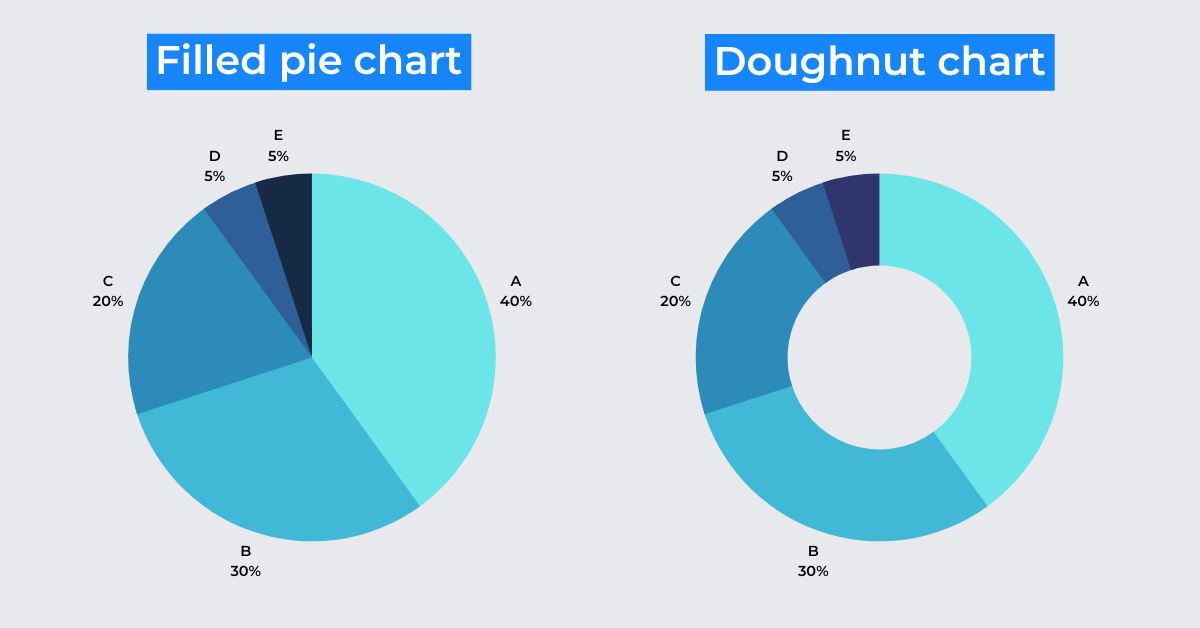 Filled pie chart
E
5%
D
5%
C
20%
A
40%
B
30%
Doughnut chart
E
5%
D
5%
C
20%
A
40%
B
30%